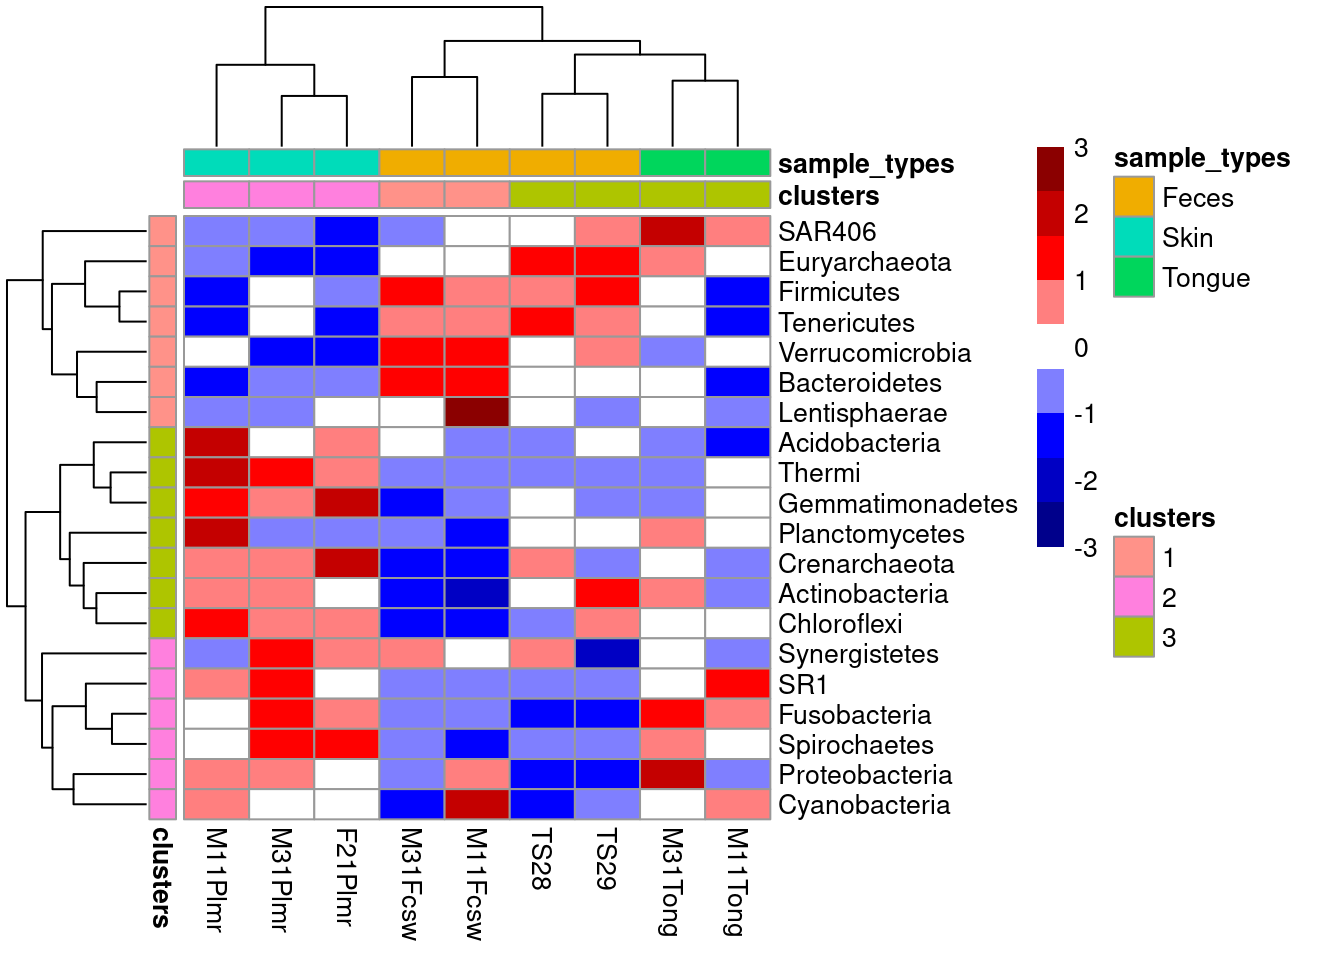 sample_types
clusters
SAR406
Euryarchaeota
Firmicutes
Tenericutes
Verrucomicrobia
Bacteroidetes
Lentisphaerae
Acidobacteria
Thermi
Gemmatimonadetes
Planctomycetes
Crenarchaeota
Actinobacteria
Chloroflexi
Synergistetes
SR1
Fusobacteria
Spirochaetes
Proteobacteria
Cyanobacteria
clusters
M11Plmr
M31Plmr
F21Plmr
M31Fcsw
M11Fcsw
TS28
TS29
M31Tong
M11Tong
3
2
1
0
-1
-2
-3
sample_types
Feces
Skin
Tongue
clusters
1
2
3